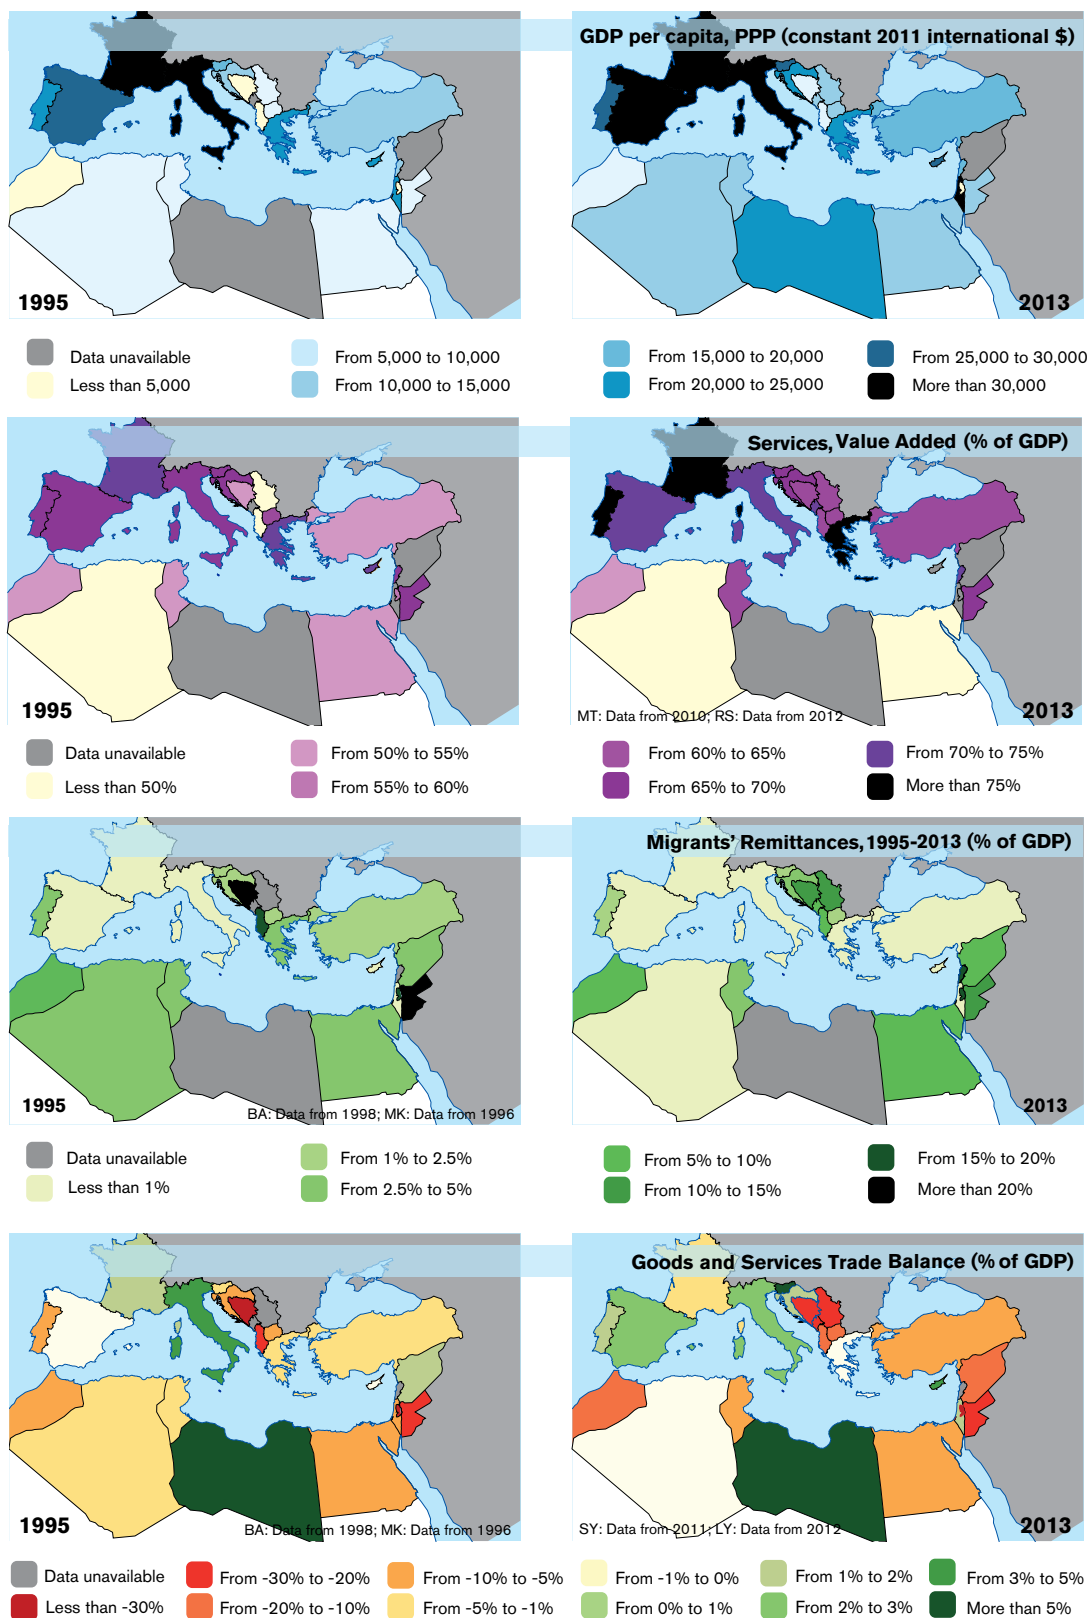 GDP per capita, PPP (constant 2011 international $)
1995
2013
Data unavailable
Less than 5,000
From 5,000 to 10,000
From 10,000 to 15,000
From 15,000 to 20,000
From 20,000 to 25,000
From 25,000 to 30,000
More than 30,000
Services, Value Added (% of GDP)
1995
MT: Data from 2010; RS: Data from 2012
2013
Data unavailable
Less than 50%
From 50% to 55%
From 55% to 60%
From 60% to 65%
From 65% to 70%
From 70% to 75%
More than 75%
Migrants' Remittances, 1995-2013 (% of GDP)
1995
BA: Data from 1998; MK: Data from 1996
2013
Data unavailable
Less than 1%
From 1% to 2.5%
From 2.5% to 5%
From 5% to 10%
From 10% to 15%
From 15% to 20%
More than 20%
Goods and Services Trade Balance (% of GDP)
1995
BA: Data from 1998; MK: Data from 1996
SY: Data from 2011; LY: Data from 2012
2013
Data unavailable
Less than -30%
From -30% to -20%
From -20% to -10%
From -10% to -5%
From -5% to -1%
From -1% to 0%
From 0% to 1%
From 1% to 2%
From 2% to 3%
From 3% to 5%
More than 5%